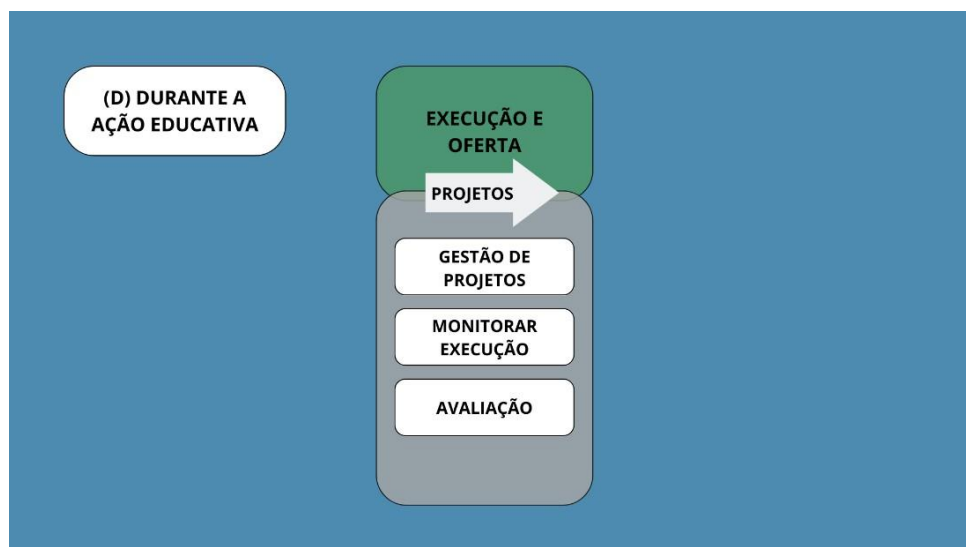 (D) DURANTE A
AÇÃO EDUCATIVA
EXECUÇÃO E
OFERTA
PROJETOS
GESTÃO DE
PROJETOS
MONITORAR
EXECUÇÃO
AVALIAÇÃO